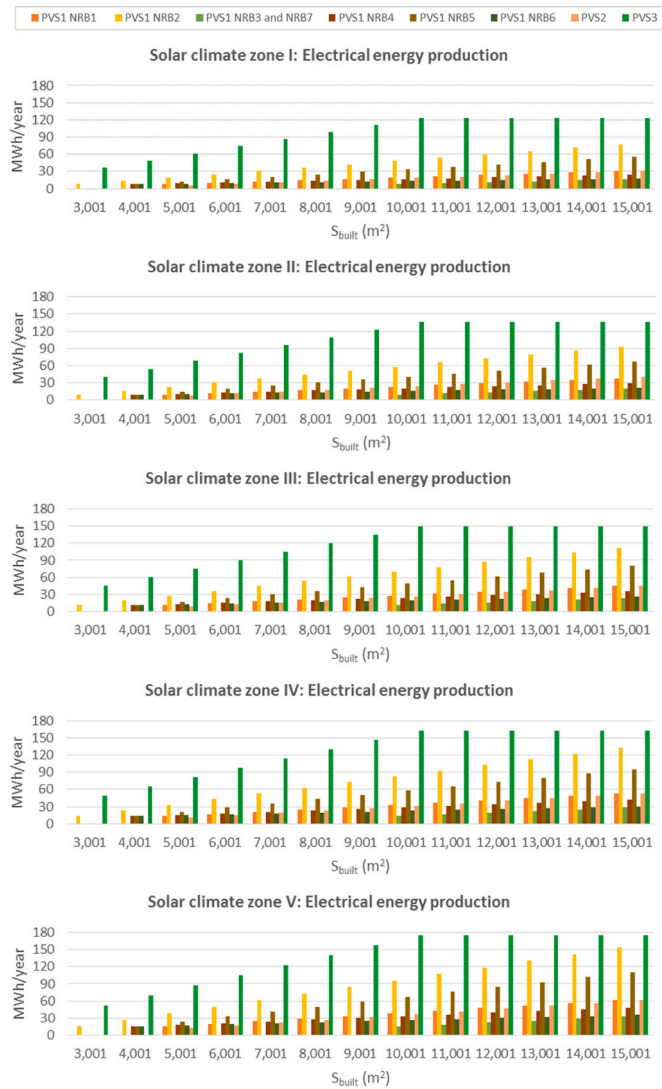 PVS1 NRB1 PVS1 NRB2 PVS1 NRB3 and NRB7 PVS1 NRB4 PVS1 NRB5 PVS1 NRB6 PVS2 PVS3
Solar climate zone I: Electrical energy production
MWh/year
180
150
120
90
60
30
0
3,001 4,001 5,001 6,001 7,001 8,001 9,001 10,001 11,001 12,001 13,001 14,001 15,001
Sbuilt (m²)
Solar climate zone II: Electrical energy production
MWh/year
180
150
120
90
60
30
0
3,001 4,001 5,001 6,001 7,001 8,001 9,001 10,001 11,001 12,001 13,001 14,001 15,001
Sbuilt (m²)
Solar climate zone III: Electrical energy production
MWh/year
180
150
120
90
60
30
0
3,001 4,001 5,001 6,001 7,001 8,001 9,001 10,001 11,001 12,001 13,001 14,001 15,001
Sbuilt (m²)
Solar climate zone IV: Electrical energy production
MWh/year
180
150
120
90
60
30
0
3,001 4,001 5,001 6,001 7,001 8,001 9,001 10,001 11,001 12,001 13,001 14,001 15,001
Sbuilt (m²)
Solar climate zone V: Electrical energy production
MWh/year
180
150
120
90
60
30
0
3,001 4,001 5,001 6,001 7,001 8,001 9,001 10,001 11,001 12,001 13,001 14,001 15,001
Sbuilt (m²)